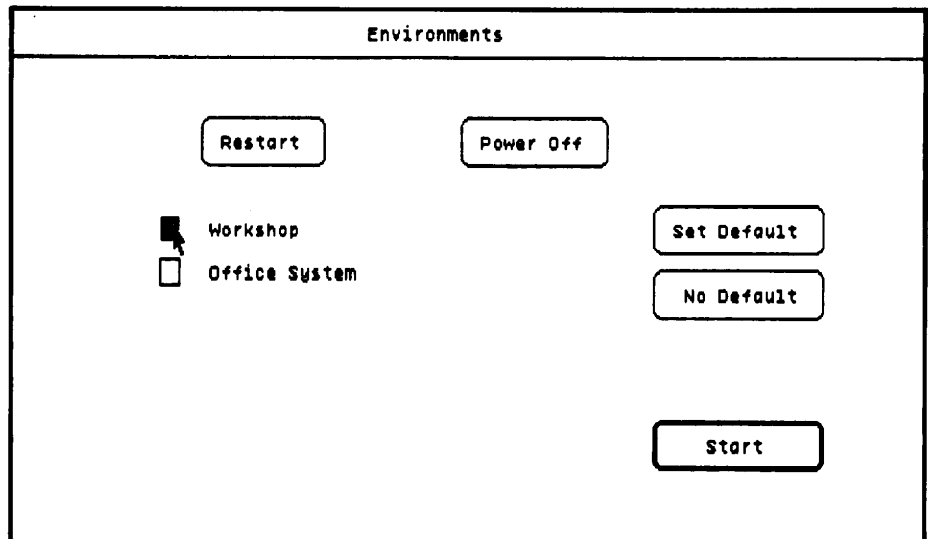 Environments
Restart
Power Off
Workshop
Set Default
Office System
No Default
Start